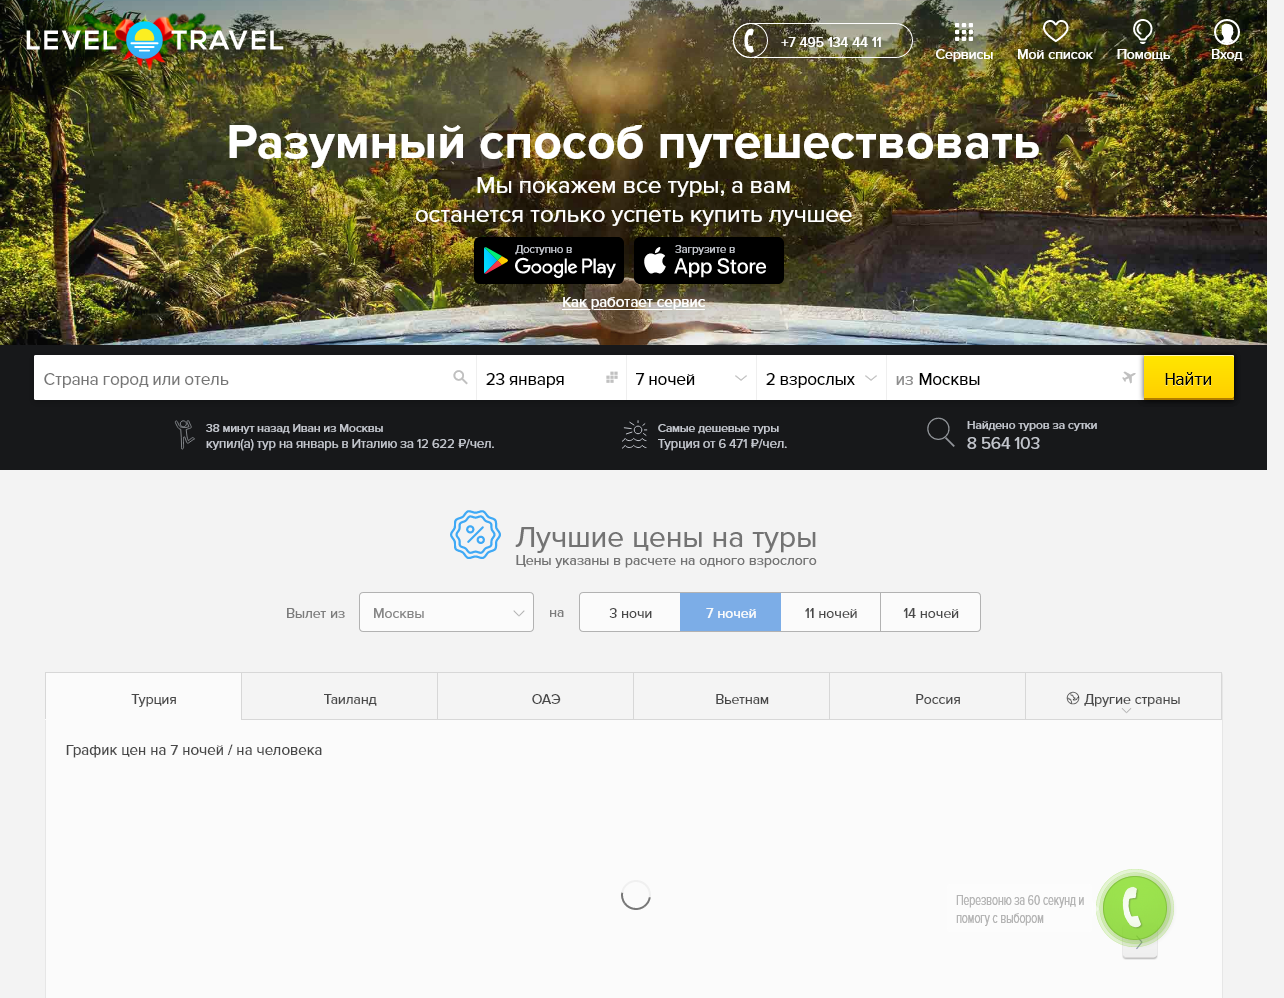 LEVEL TRAVEL
+7 495 134 44 11
Сервисы
Мой список
Помощь
Вход
Разумный способ путешествовать
Мы покажем все туры, а вам
останется только успеть купить лучшее
Доступно в
Google Play
Загрузите в
App Store
Как работает сервис
Страна город или отель
23 января
7 ночей
2 взрослых
из Москвы
Найти
38 минут назад Иван из Москвы
купил(а) тур на январь в Италию за 12 622 ₽/чел.
Самые дешевые туры
Турция от 6 471 ₽/чел.
Найдено туров за сутки
8 564 103
Лучшие цены на туры
Цены указаны в расчете на одного взрослого
Вылет из
Москвы
на
3 ночи
7 ночей
11 ночей
14 ночей
Турция
Таиланд
ОАЭ
Вьетнам
Россия
Другие страны
График цен на 7 ночей / на человека
Перезвоню за 60 секунд и
помогу с выбором